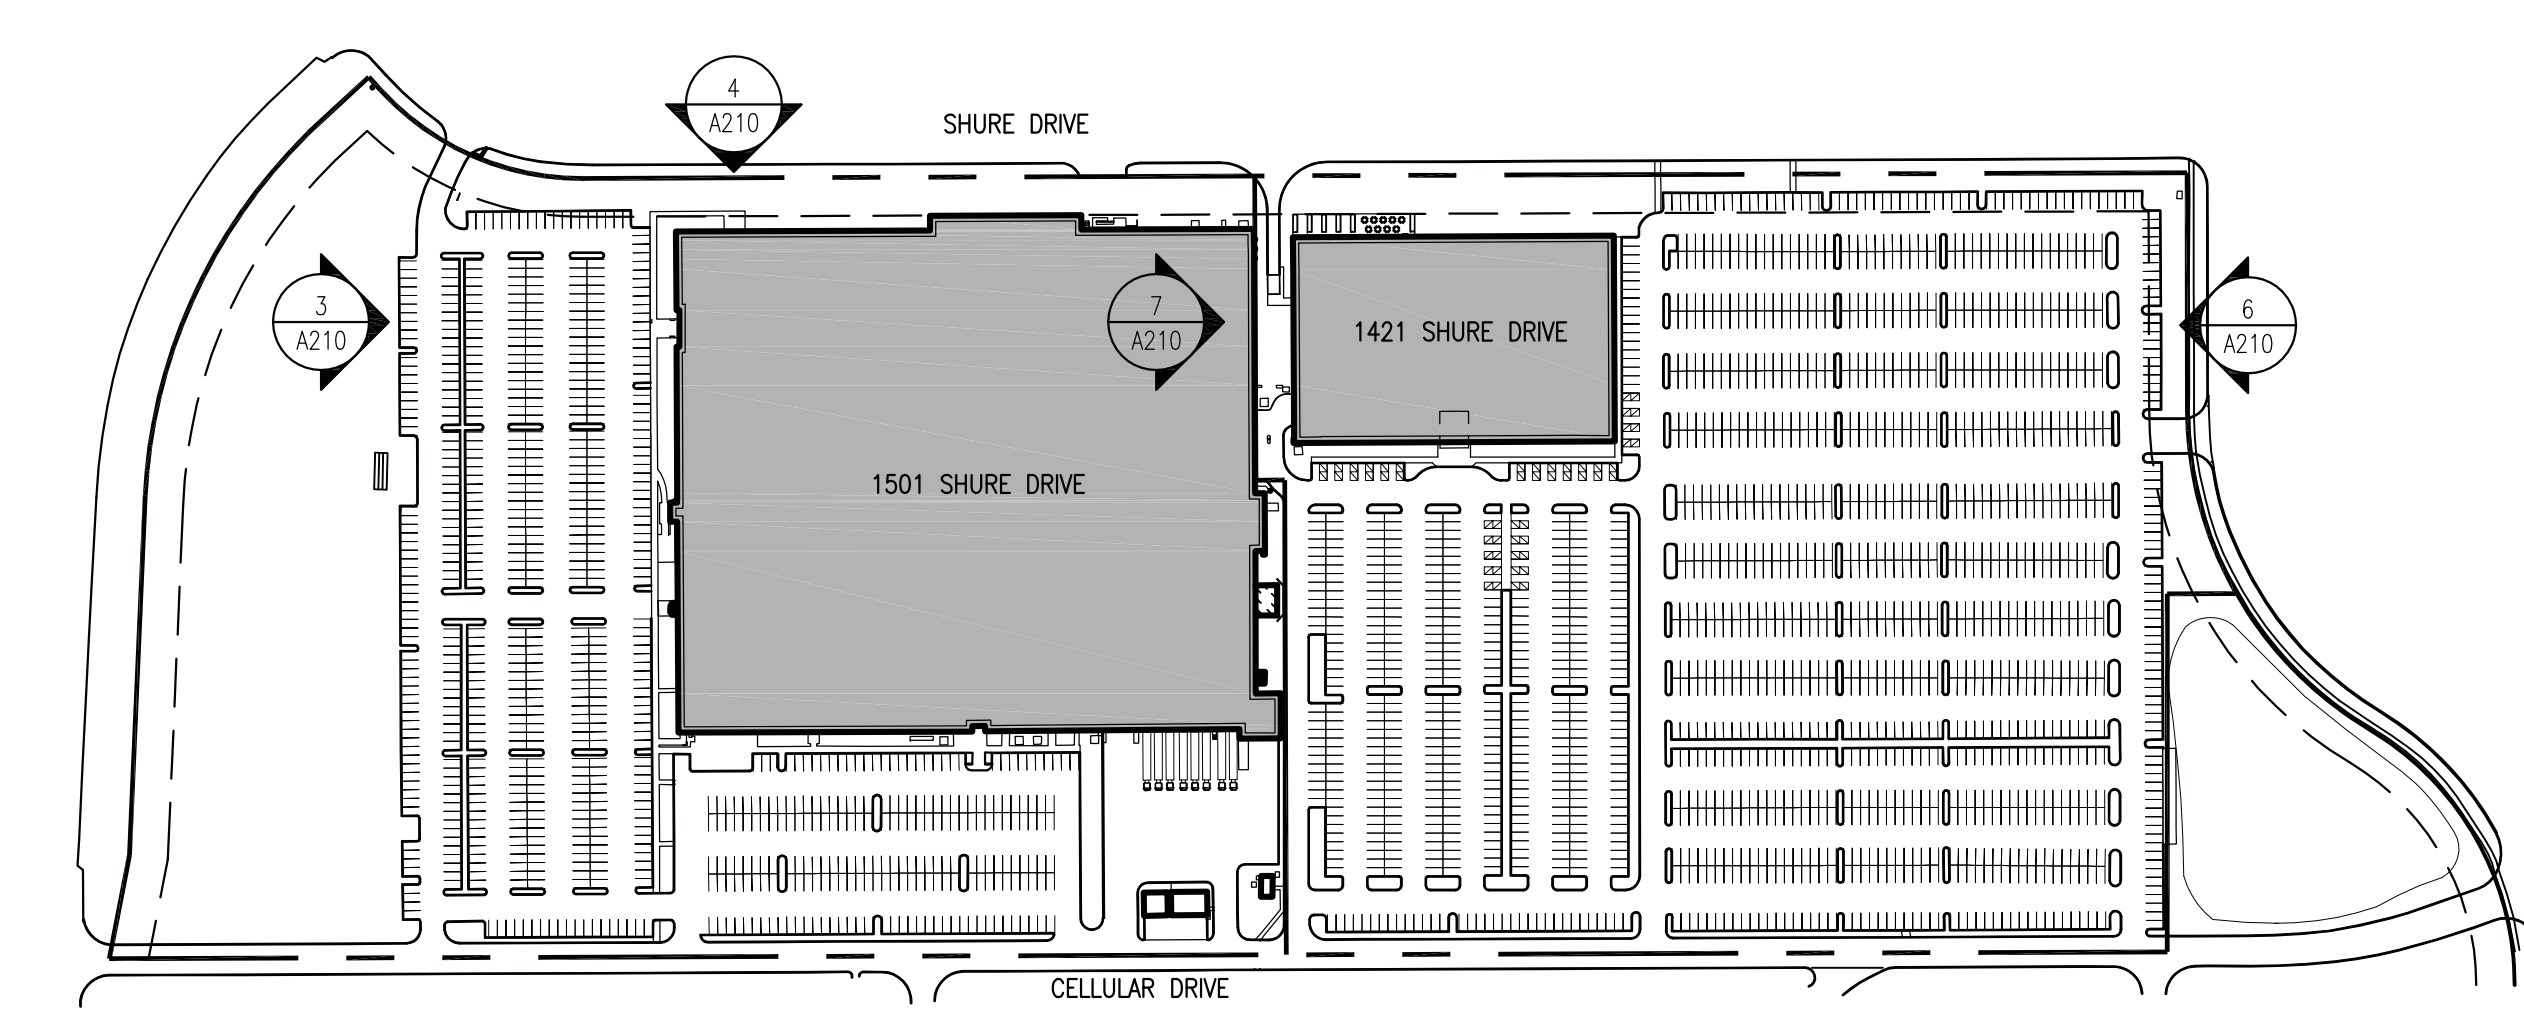 4
A210
SHURE DRIVE
3
A210
7
A210
1421 SHURE DRIVE
6
A210
1501 SHURE DRIVE
CELLULAR DRIVE